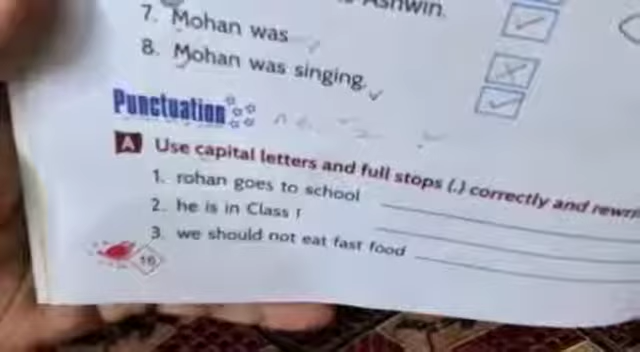 Ashwin.
7. Mohan was
8. Mohan was singing.
Punctuation
A Use capital letters and full stops (.) correctly and
1. rohan goes to school
2. he is in Class
3. we should not eat fast food
16